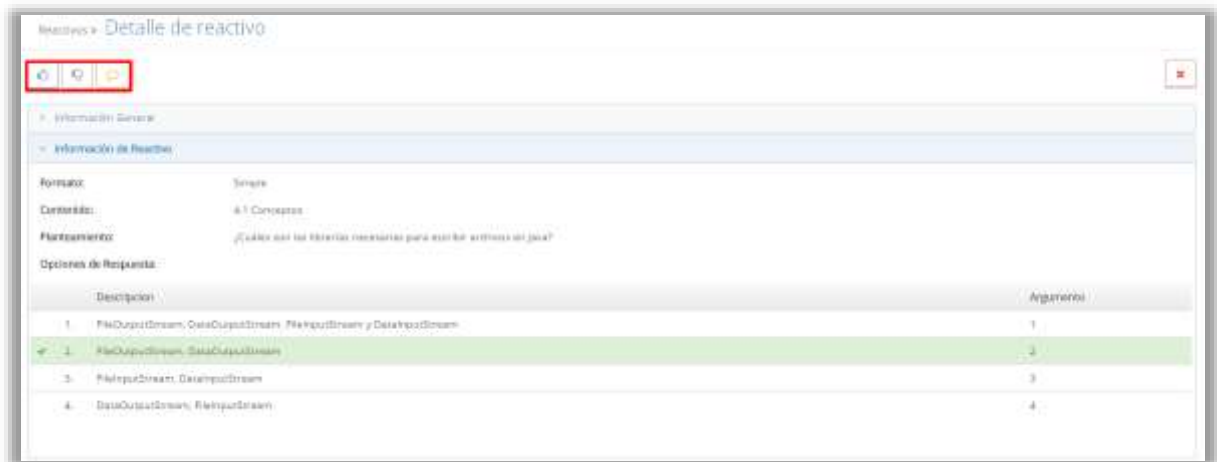 Reactivos » Detalle de reactivo
Información General
Información de Reactivo
Formato: Simple
Contenido: 4.1 Conceptos
Planteamiento: ¿Cuáles son las librerías necesarias para escribir archivos en Java?
Opciones de Respuesta:
Descripcion Argumento
1. FileOutputStream, DataOutputStream, FileInputStream y DataInputStream 1
2. FileOutputStream, DataOutputStream 2
3. FileInputStream, DataInputStream 3
4. DataOutputStream, FileInputStream 4